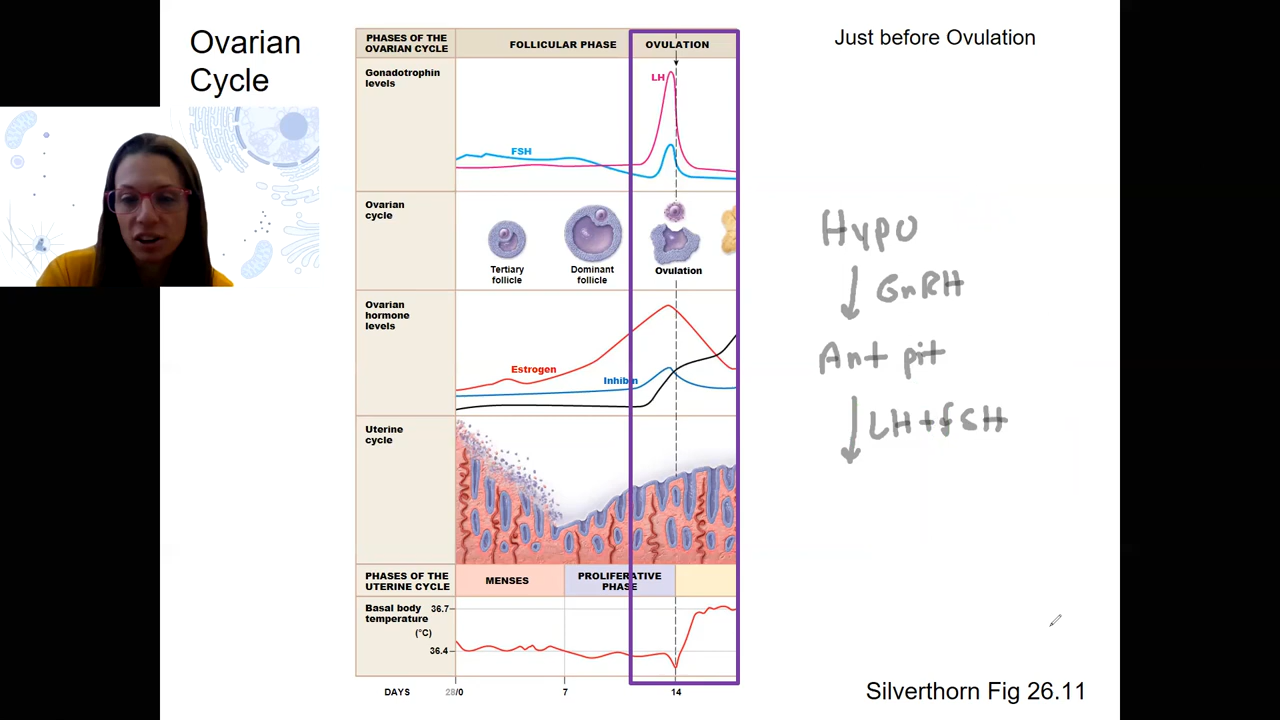 Ovarian
Cycle
Just before Ovulation
PHASES OF THE
OVARIAN CYCLE
FOLLICULAR PHASE
OVULATION
Gonadotrophin
levels
LH
FSH
Ovarian
cycle
Tertiary
follicle
Dominant
follicle
Ovulation
Ovarian
hormone
levels
Estrogen
Inhibin
Uterine
cycle
PHASES OF THE
UTERINE CYCLE
MENSES
PROLIFERATIVE
PHASE
Basal body
temperature
(°C)
36.7
36.4
DAYS
28/0
7
14
Hypo
GnRH
Ant pit
LH+fSH
Silverthorn Fig 26.11